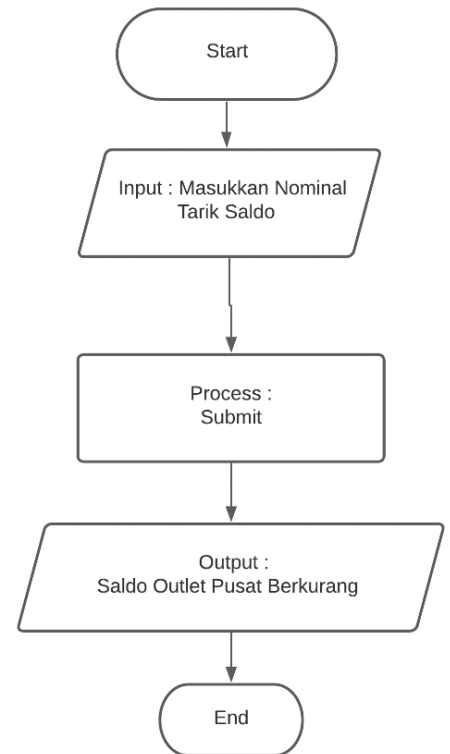 Start
Input : Masukkan Nominal
Tarik Saldo
Process :
Submit
Output :
Saldo Outlet Pusat Berkurang
End